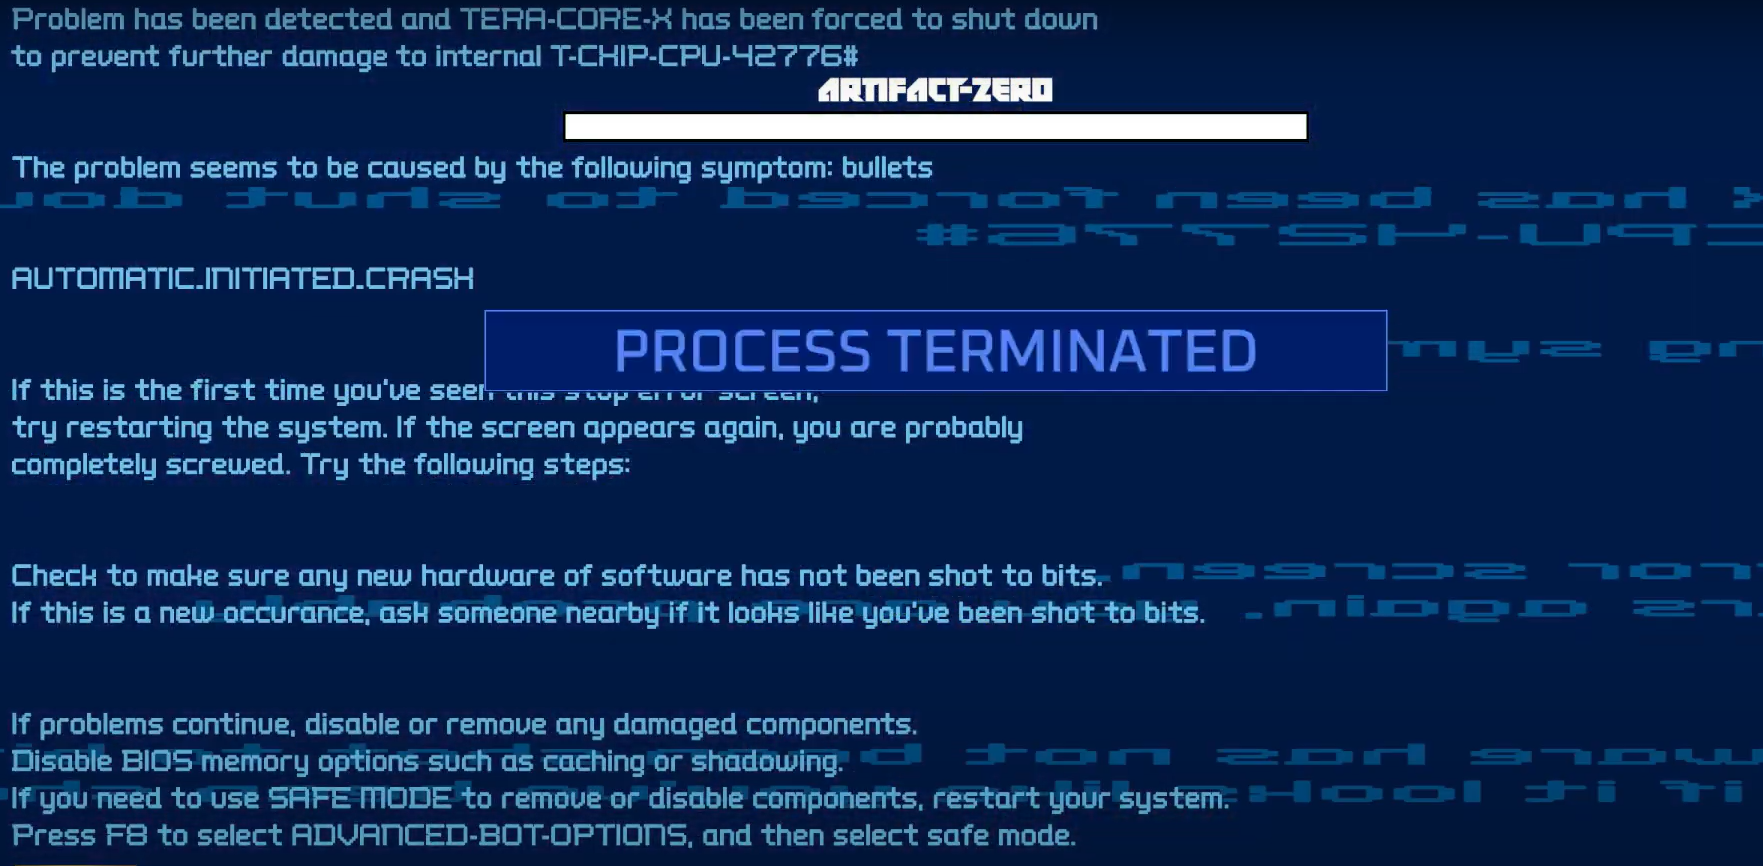 Problem has been detected and TERA-CORE-X has been forced to shut down
to prevent further damage to internal T-CHIP-CPU-42776#
ARTIFACT-ZERO
The problem seems to be caused by the following symptom: bullets
AUTOMATIC_INITIATED_CRASH
PROCESS TERMINATED
If this is the first time you've seen this stop error screen,
try restarting the system. If the screen appears again, you are probably
completely screwed. Try the following steps:
Check to make sure any new hardware of software has not been shot to bits.
If this is a new occurance, ask someone nearby if it looks like you've been shot to bits.
If problems continue, disable or remove any damaged components.
Disable BIOS memory options such as caching or shadowing.
If you need to use SAFE MODE to remove or disable components, restart your system.
Press F8 to select ADVANCED-BOT-OPTIONS, and then select safe mode.